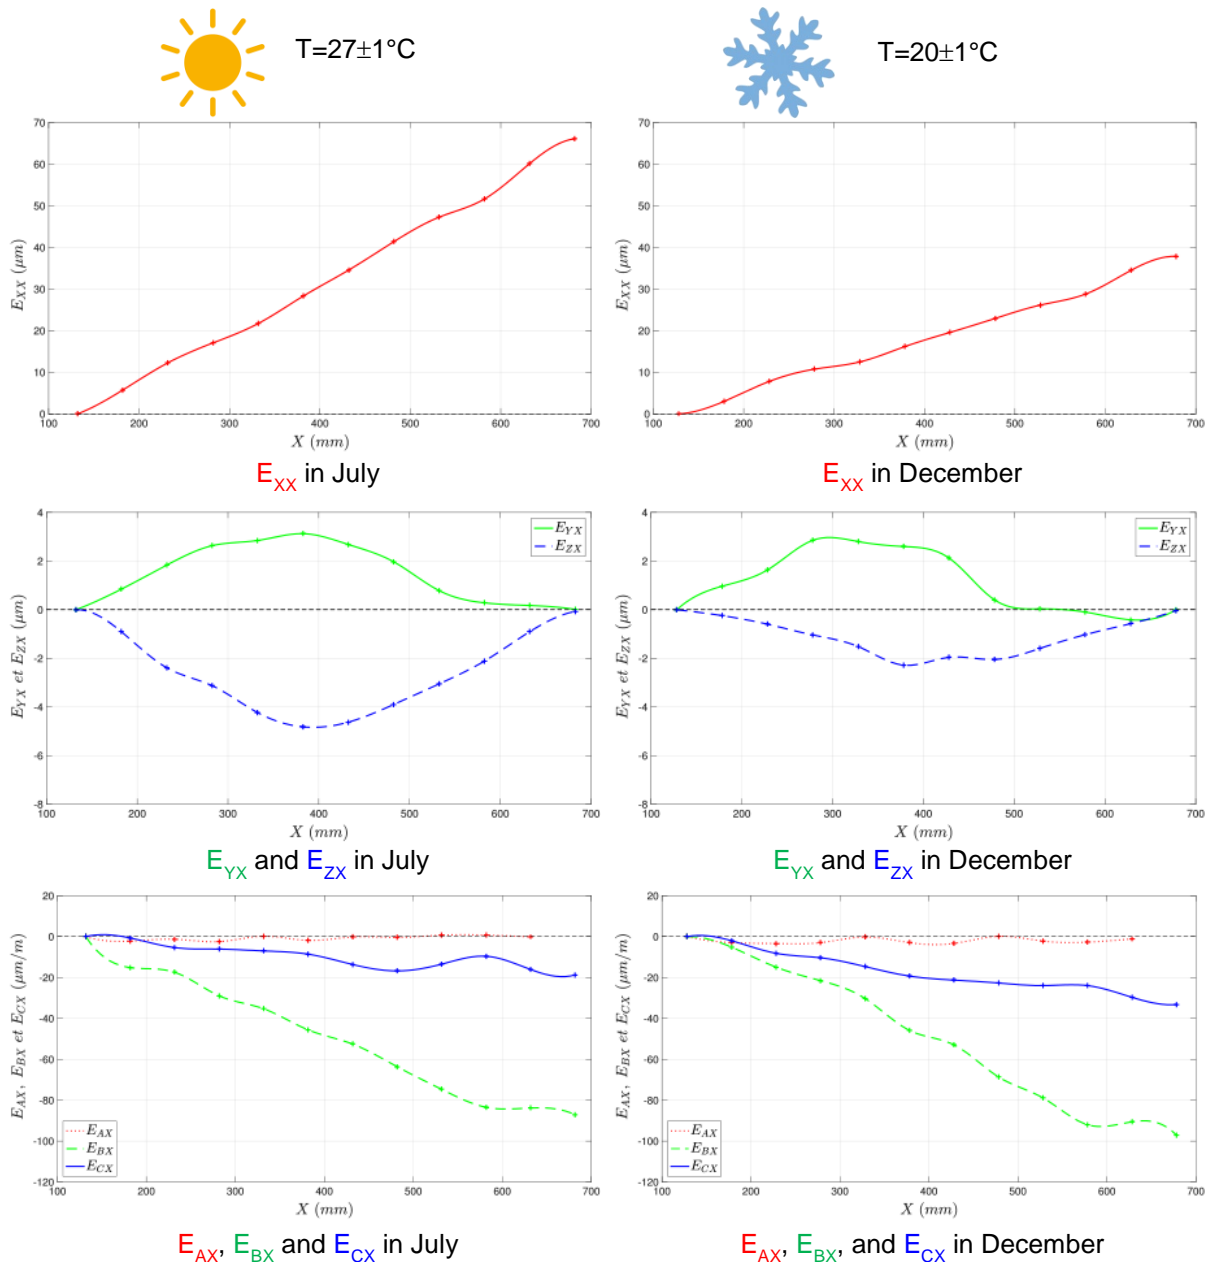 T=27±1°C
T=20±1°C
70
60
50
40
30
20
10
0
E_XX (μm)
100 200 300 400 500 600 700
X (mm)
E_XX in July
70
60
50
40
30
20
10
0
E_XX (μm)
100 200 300 400 500 600 700
X (mm)
E_XX in December
4
2
0
-2
-4
-6
-8
E_YX et E_ZX (μm)
E_YX
E_ZX
100 200 300 400 500 600 700
X (mm)
E_YX and E_ZX in July
4
2
0
-2
-4
-6
-8
E_YX et E_ZX (μm)
E_YX
E_ZX
100 200 300 400 500 600 700
X (mm)
E_YX and E_ZX in December
20
0
-20
-40
-60
-80
-100
-120
E_AX, E_BX et E_CX (μm/m)
E_AX
E_BX
E_CX
100 200 300 400 500 600 700
X (mm)
E_AX, E_BX and E_CX in July
20
0
-20
-40
-60
-80
-100
-120
E_AX, E_BX et E_CX (μm/m)
E_AX
E_BX
E_CX
100 200 300 400 500 600 700
X (mm)
E_AX, E_BX, and E_CX in December